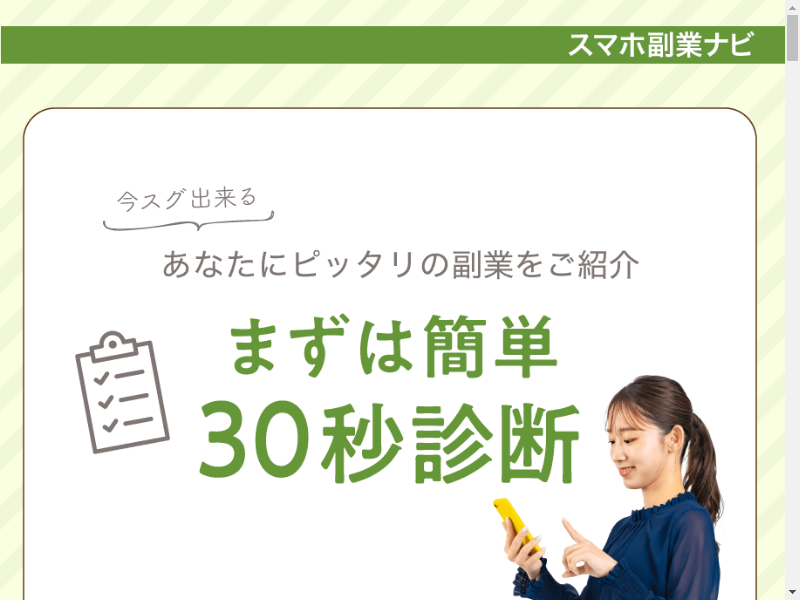 スマホ副業ナビ
今スグ出来る
あなたにピッタリの副業をご紹介
まずは簡単
30秒診断